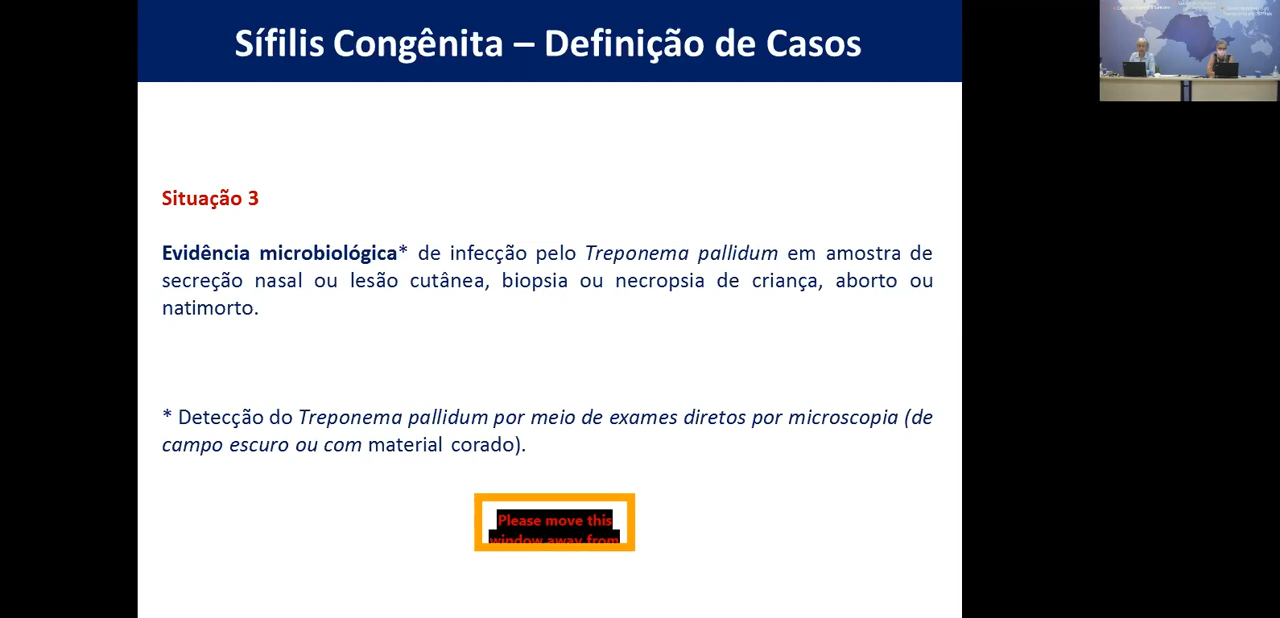 Sífilis Congênita – Definição de Casos
Situação 3
Evidência microbiológica* de infecção pelo Treponema pallidum em amostra de
secreção nasal ou lesão cutânea, biopsia ou necropsia de criança, aborto ou
natimorto.
* Detecção do Treponema pallidum por meio de exames diretos por microscopia (de
campo escuro ou com material corado).
Please move this
window away from